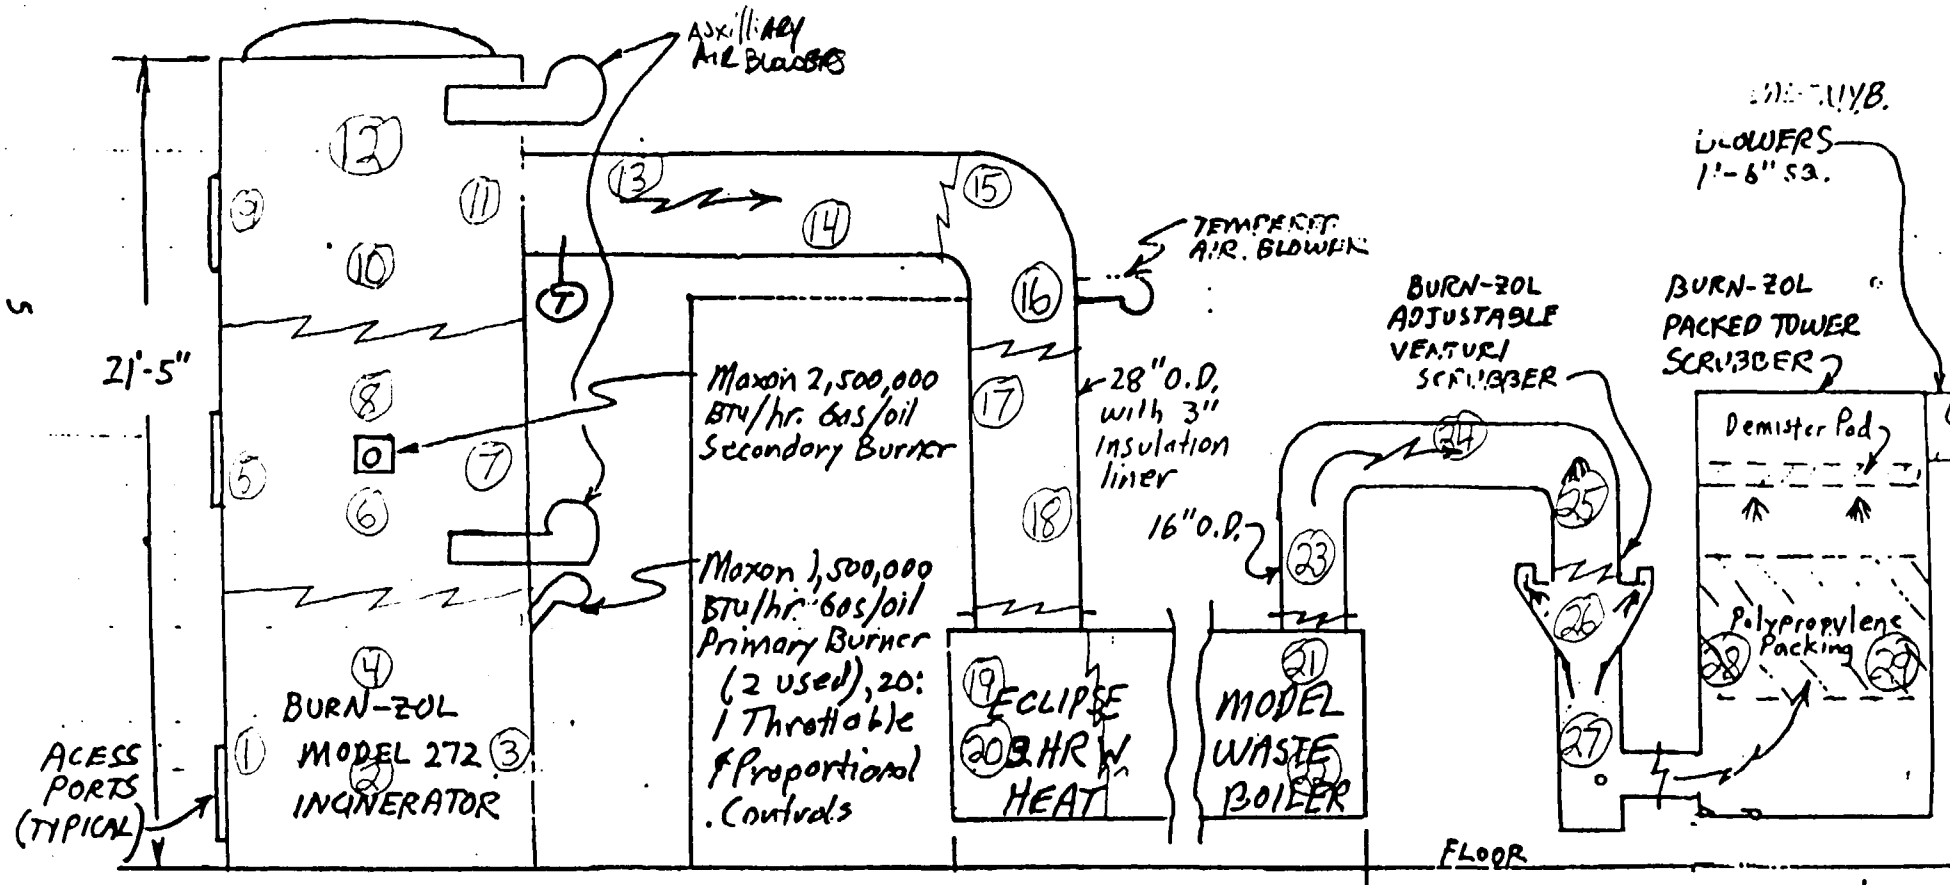 AUXilliARY
AIR Blowers
BLOWERS
1'-6" SQ.
12
9
11
10
13
14
15
16
T
AIR. BLOWER
21'-5"
8
O
5
7
6
Maxon 2,500,000
BTU/hr. Gas/oil
Secondary Burner
17
18
28" O.D.
with 3"
insulation
liner
BURN-ZOL
ADJUSTABLE
VENTURI
SCRUBBER
BURN-ZOL
PACKED TOWER
SCRUBBER
Demister Pad
16" O.D.
23
24
25
26
27
Polypropylene
Packing
28
29
Maxon 1,500,000
BTU/hr. Gas/oil
Primary Burner
(2 used), 20:
1 Throttable
& Proportional
Controls
4
BURN-ZOL
MODEL 272
INCINERATOR
1
2
3
ACESS
PORTS
(TYPICAL)
19
ECLIPSE
20
HRW
HEAT
21
MODEL
WASTE
BOILER
FLOOR
5